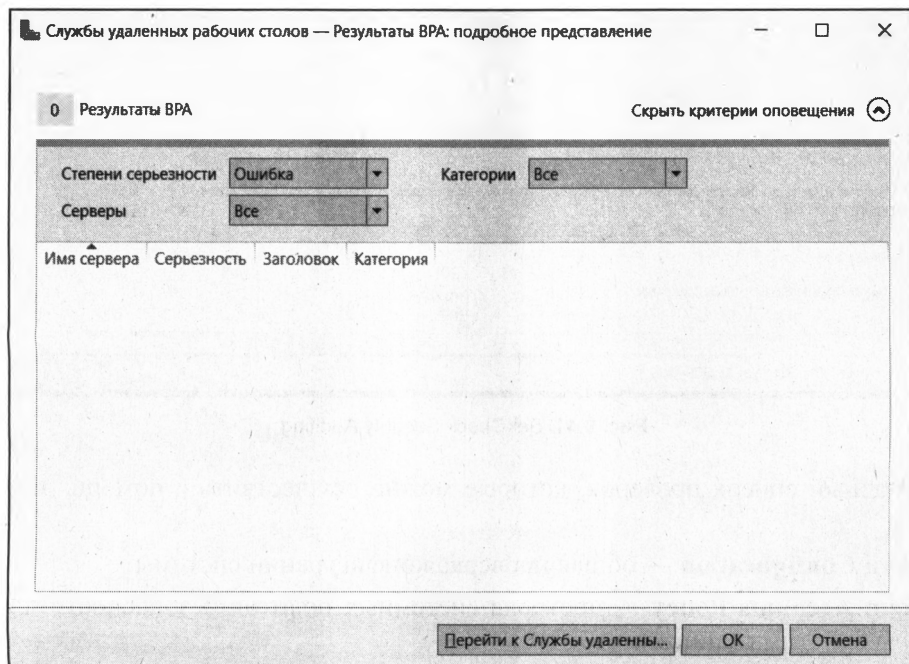 Службы удаленных рабочих столов — Результаты BPA: подробное представление
0 Результаты BPA
Скрыть критерии оповещения
Степени серьезности Ошибка
Категории Все
Серверы Все
Имя сервера Серьезность Заголовок Категория
Перейти к Службы удаленны... ОК Отмена